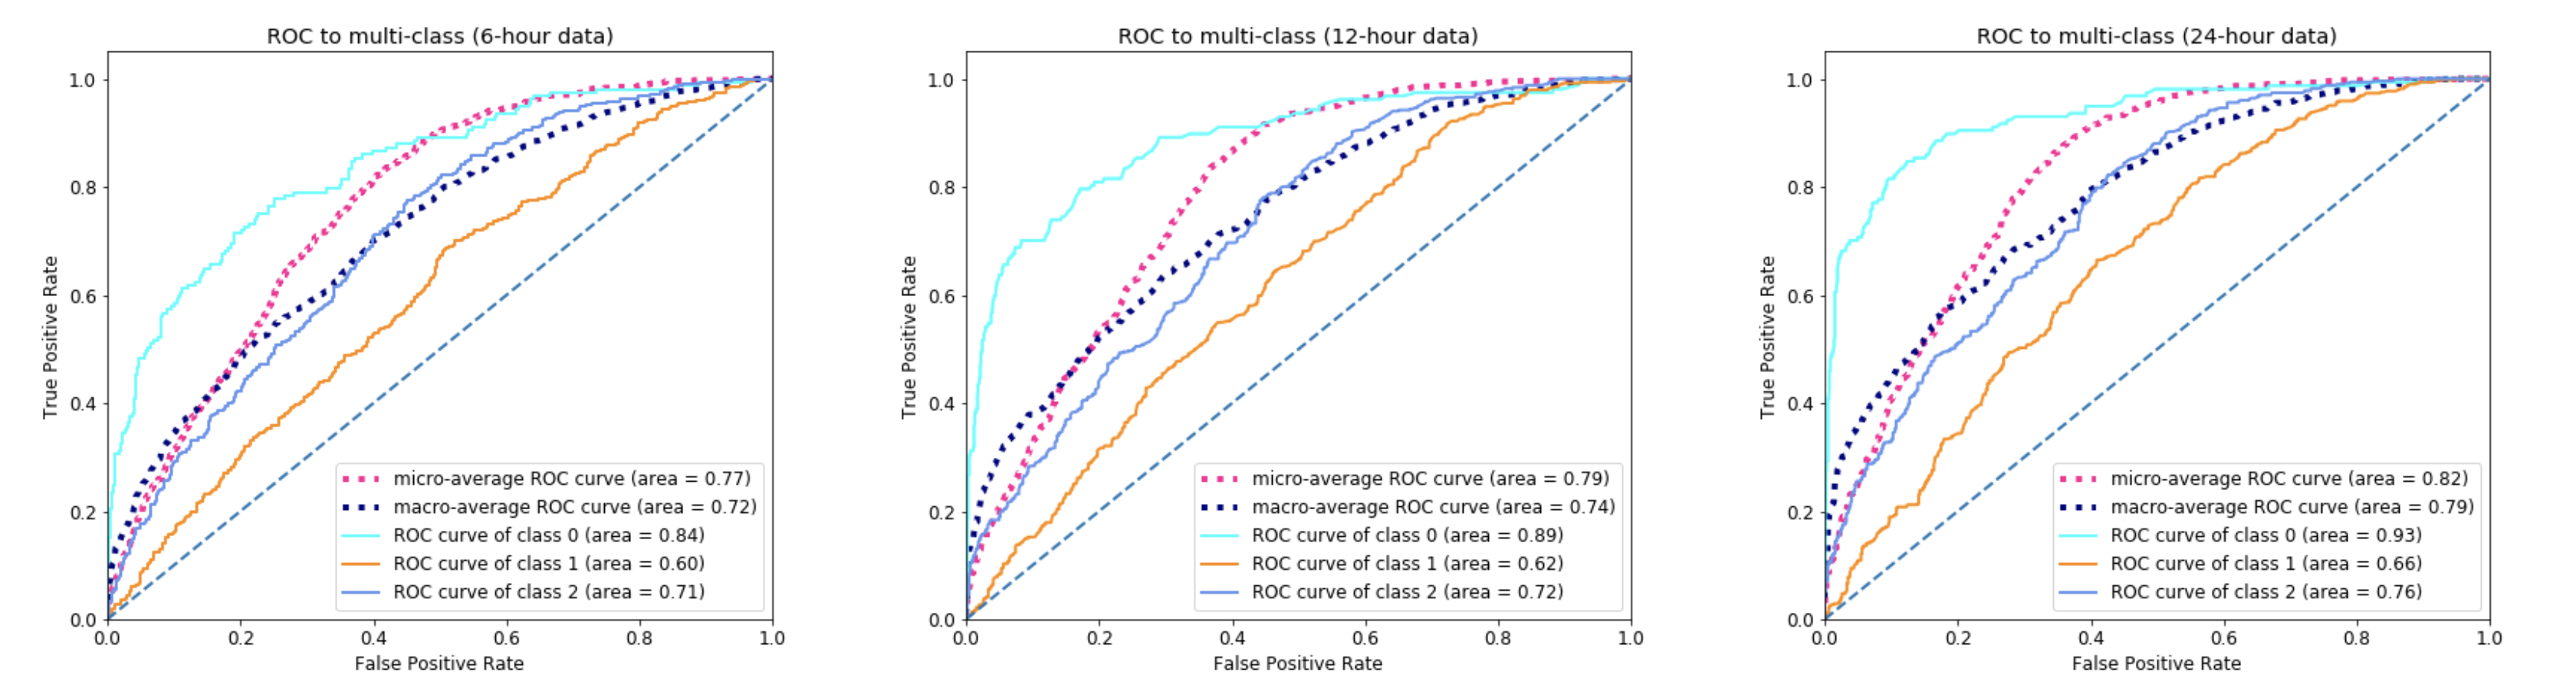 ROC to multi-class (6-hour data)
1.0
0.8
0.6
0.4
0.2
0.0
True Positive Rate
micro-average ROC curve (area = 0.77)
macro-average ROC curve (area = 0.72)
ROC curve of class 0 (area = 0.84)
ROC curve of class 1 (area = 0.60)
ROC curve of class 2 (area = 0.71)
0.0 0.2 0.4 0.6 0.8 1.0
False Positive Rate
ROC to multi-class (12-hour data)
1.0
0.8
0.6
0.4
0.2
0.0
True Positive Rate
micro-average ROC curve (area = 0.79)
macro-average ROC curve (area = 0.74)
ROC curve of class 0 (area = 0.89)
ROC curve of class 1 (area = 0.62)
ROC curve of class 2 (area = 0.72)
0.0 0.2 0.4 0.6 0.8 1.0
False Positive Rate
ROC to multi-class (24-hour data)
1.0
0.8
0.6
0.4
0.2
0.0
True Positive Rate
micro-average ROC curve (area = 0.82)
macro-average ROC curve (area = 0.79)
ROC curve of class 0 (area = 0.93)
ROC curve of class 1 (area = 0.66)
ROC curve of class 2 (area = 0.76)
0.0 0.2 0.4 0.6 0.8 1.0
False Positive Rate